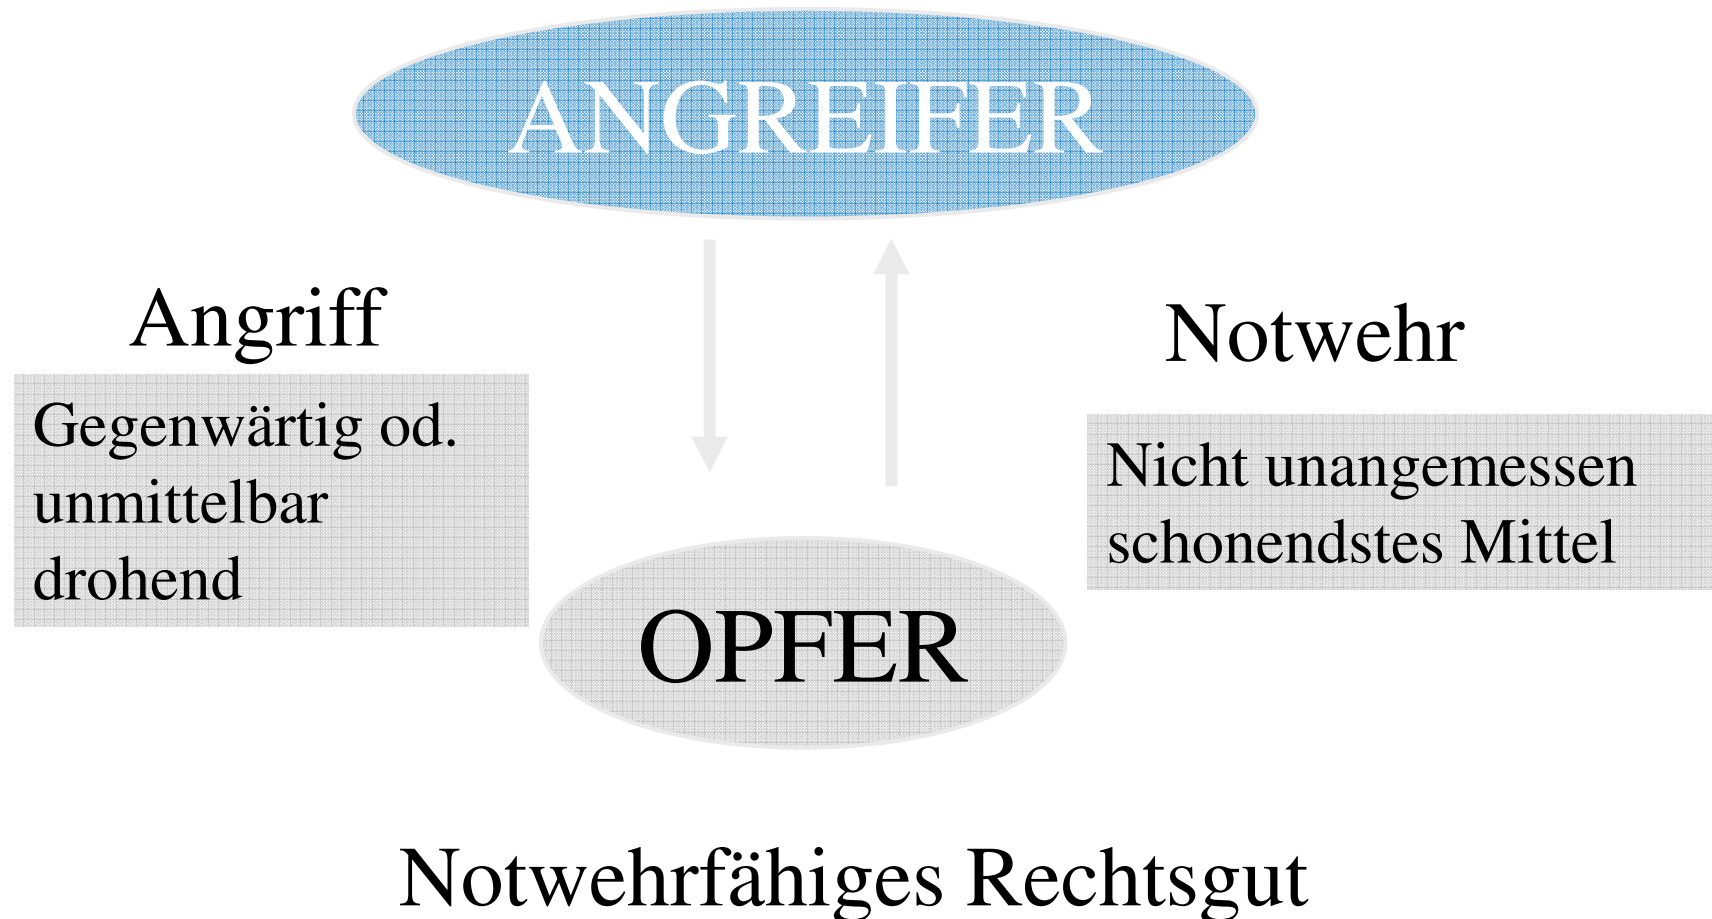 ANGREIFER
Angriff
Gegenwärtig od.
unmittelbar
drohend
Notwehr
Nicht unangemessen
schonendstes Mittel
OPFER
Notwehrfähiges Rechtsgut